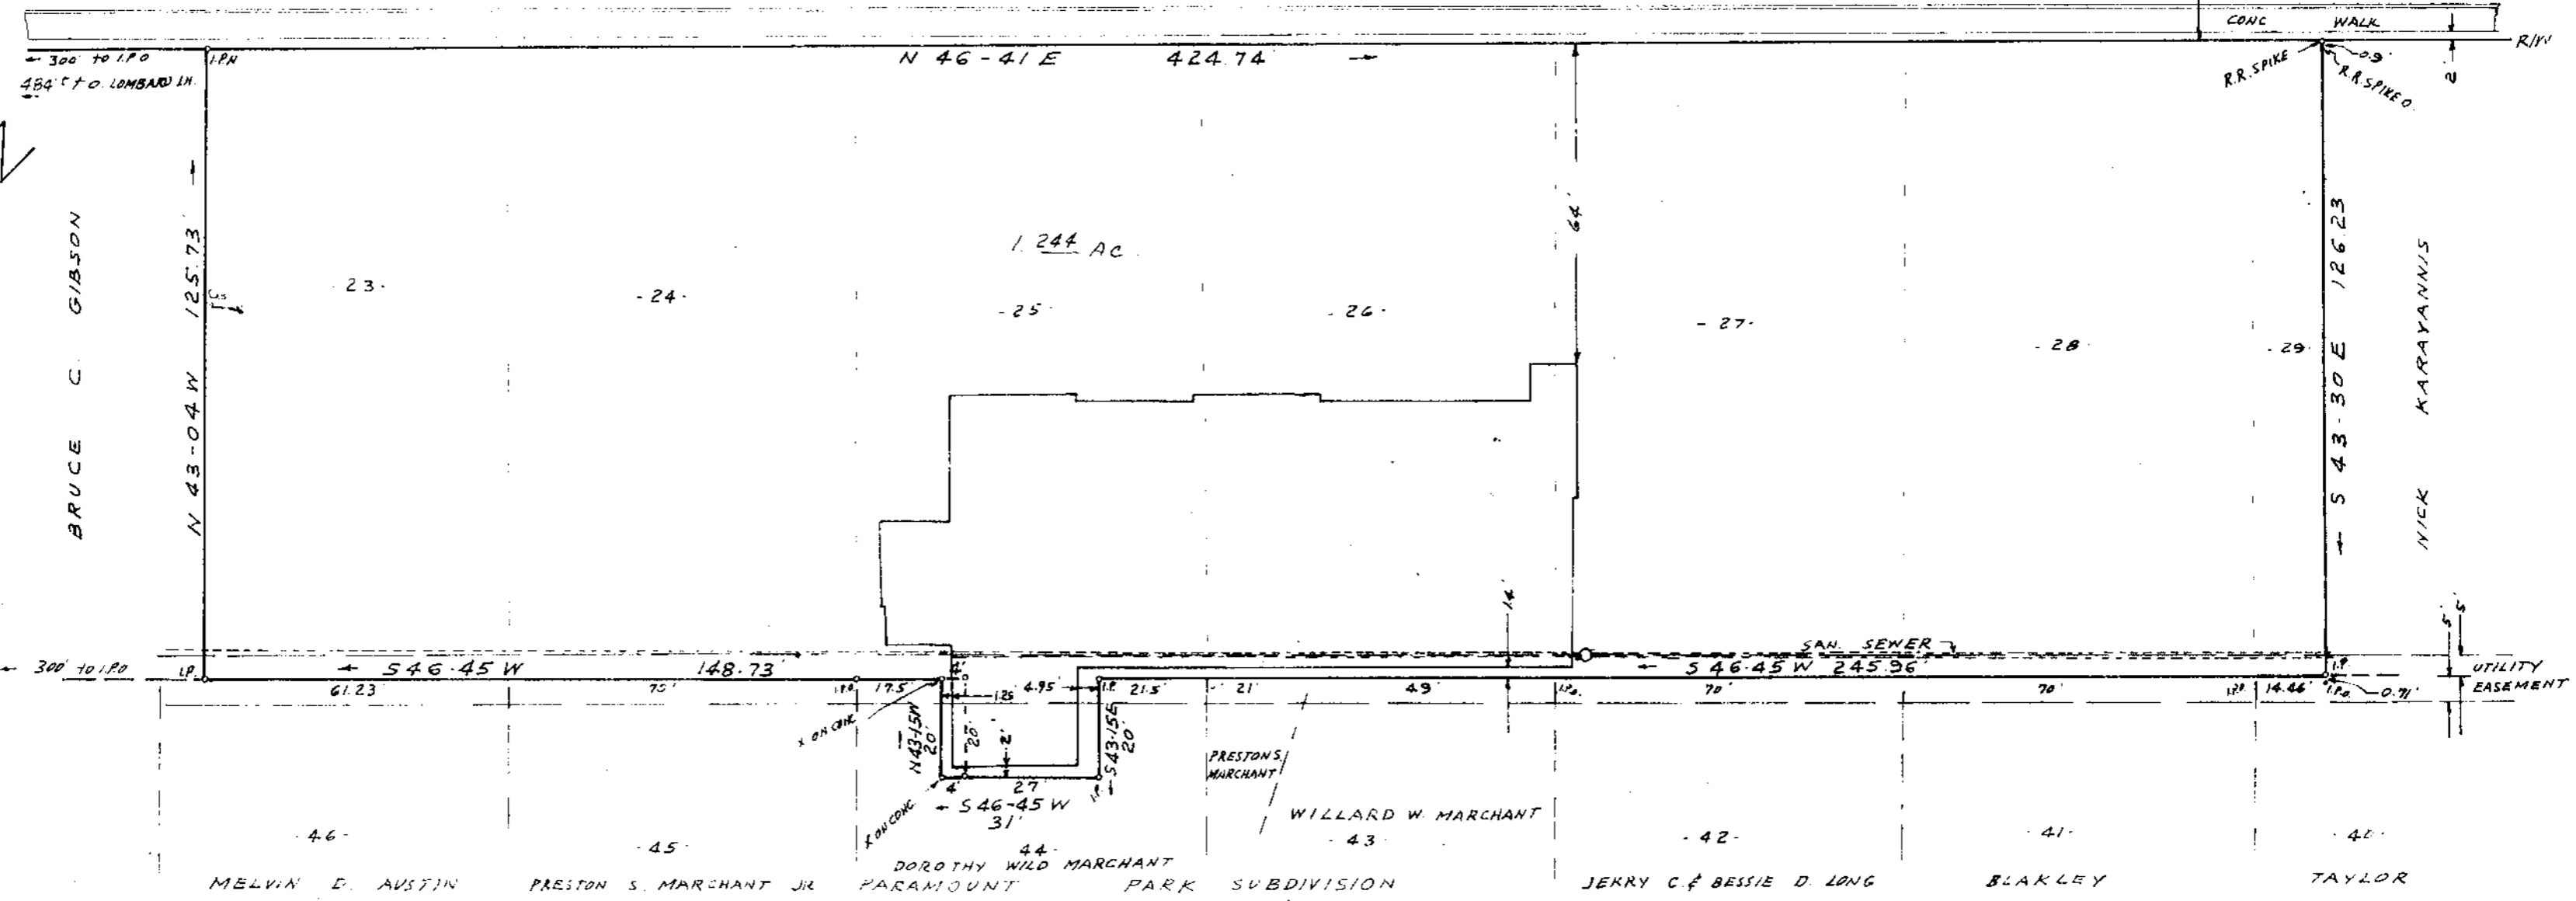 CONC WALK
R/W
← 300' TO I.P.O
I.P.N
N 46-41 E 424.74'
484' ± TO LOMBARD LN.
R.R. SPIKE
0.9'
R.R. SPIKE O.
2'
BRUCE C. GIBSON
N 43-04 W 125.73'
64'
1.244 AC.
-23-
-24-
-25-
-26-
-27-
-28-
-29-
S 43-30 E 126.23
NICK KARAYANNIS
14'
5'
5'
SAN. SEWER
← 300' TO I.P.O
I.P.
← S 46-45 W 148.73'
4'
← S 46-45 W 245.96'
I.P.
UTILITY
EASEMENT
61.23'
75'
I.P.O.
17.5'
1.25'
4.95'
I.P.
21.5'
21'
49'
I.P.O.
70'
70'
I.P.
14.46'
I.P.O.
0.71'
X ON CONC
N 43-15 W
20'
20'
2'
S 43-15 E
20'
PRESTON S.
MARCHANT
X ON CONC
4'
27'
I.P.
← S 46-45 W
31'
WILLARD W. MARCHANT
-46-
-45-
44-
-43-
-42-
-41-
-40-
DOROTHY WILD MARCHANT
MELVIN D. AUSTIN
PRESTON S. MARCHANT JR
PARAMOUNT PARK SUBDIVISION
JERRY C. & BESSIE D. LONG
BLAKLEY
TAYLOR